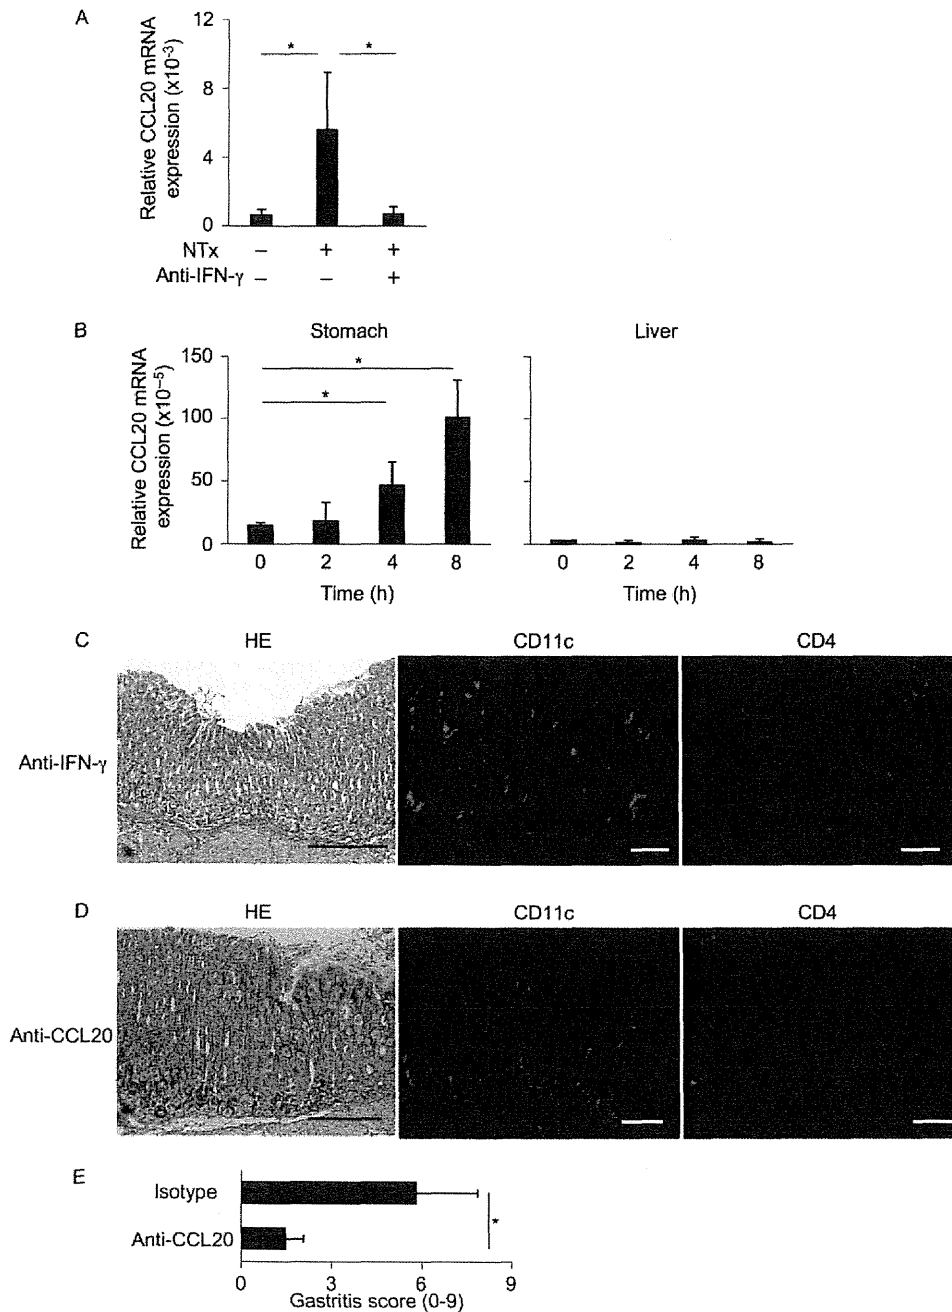 A
Relative CCL20 mRNA
expression (x10⁻³)
12
8
4
0
*
*
NTx
– + +
Anti-IFN-γ
– – +
B
Stomach
Liver
Relative CCL20 mRNA
expression (x10⁻⁵)
150
100
50
0
*
*
0 2 4 8
0 2 4 8
Time (h)
Time (h)
C
HE
CD11c
CD4
Anti-IFN-γ
D
HE
CD11c
CD4
Anti-CCL20
E
Isotype
Anti-CCL20
*
0 3 6 9
Gastritis score (0-9)